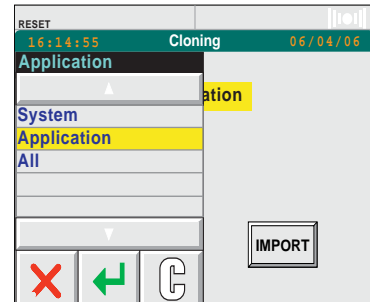 RESET
16:14:55 Cloning 06/04/06
Application
ation
System
Application
All
IMPORT
C